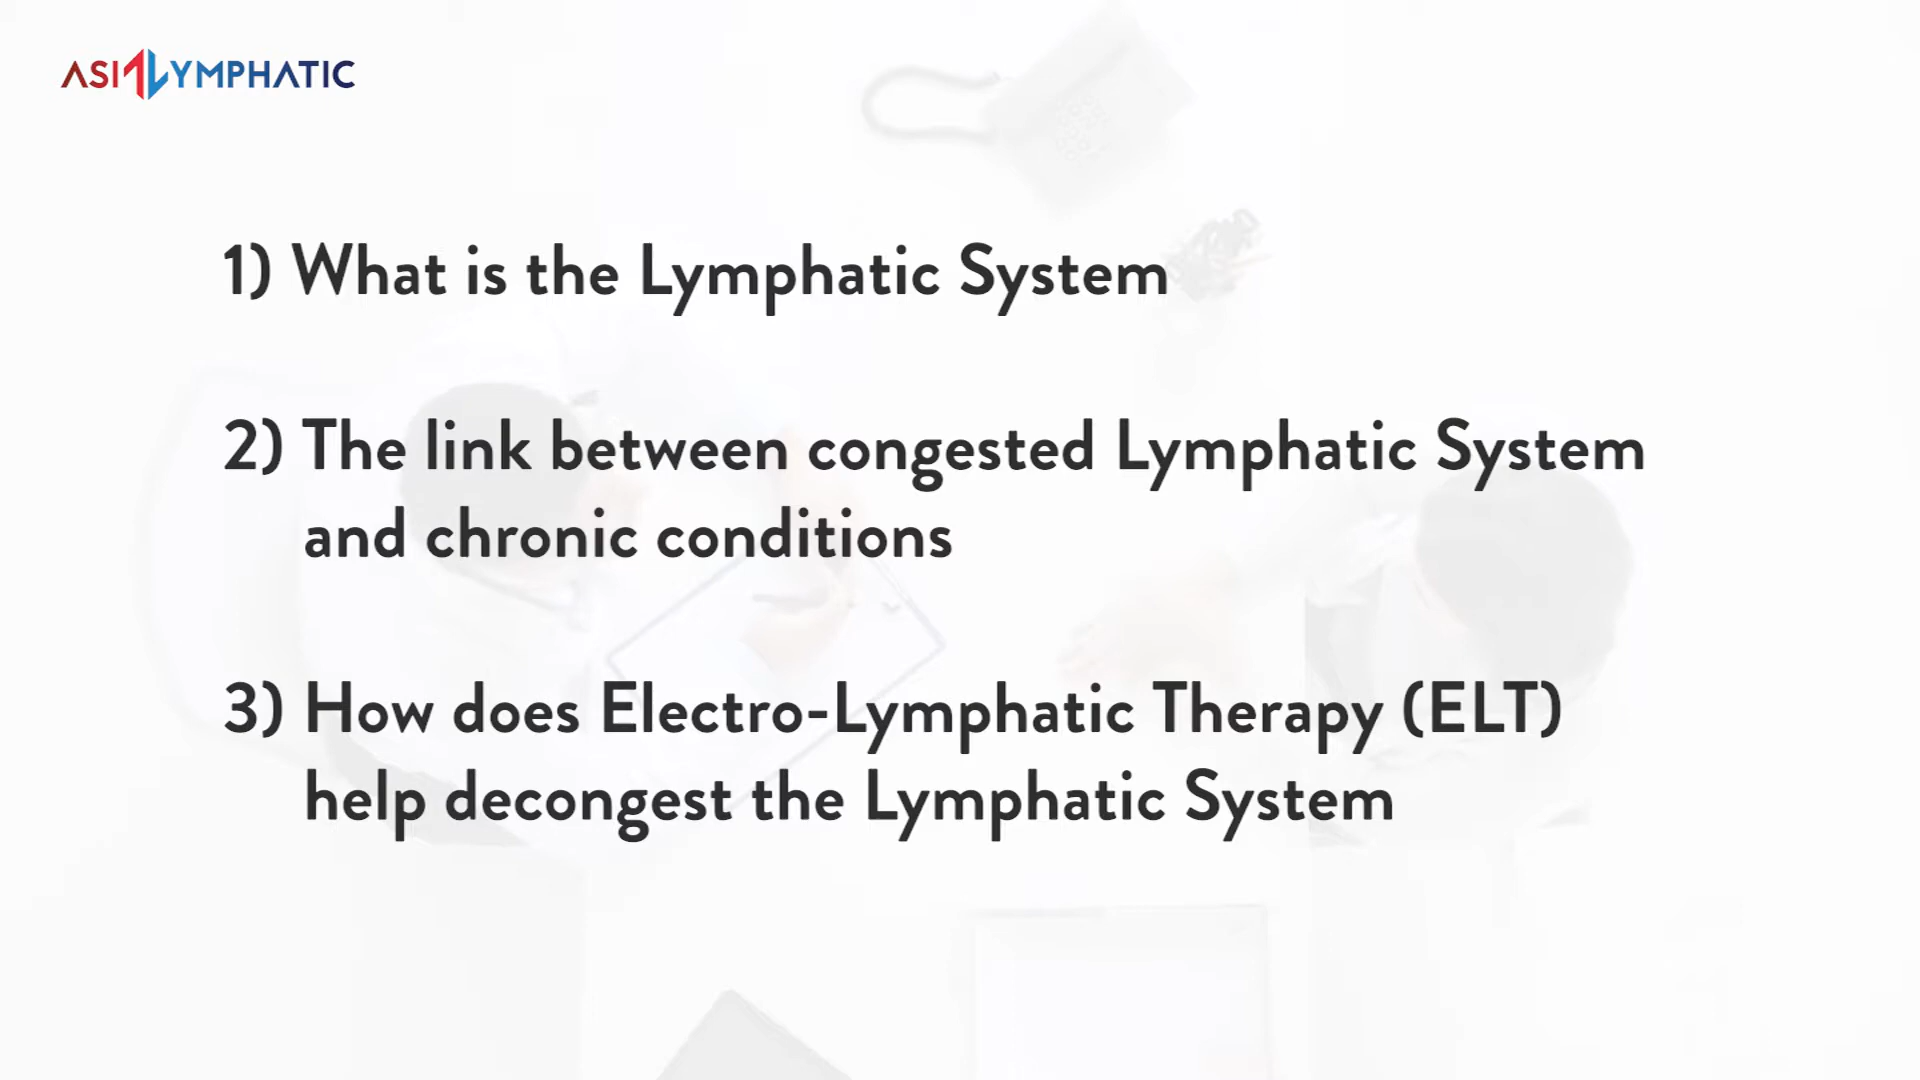 ASIALYMPHATIC
1) What is the Lymphatic System
2) The link between congested Lymphatic System
and chronic conditions
3) How does Electro-Lymphatic Therapy (ELT)
help decongest the Lymphatic System